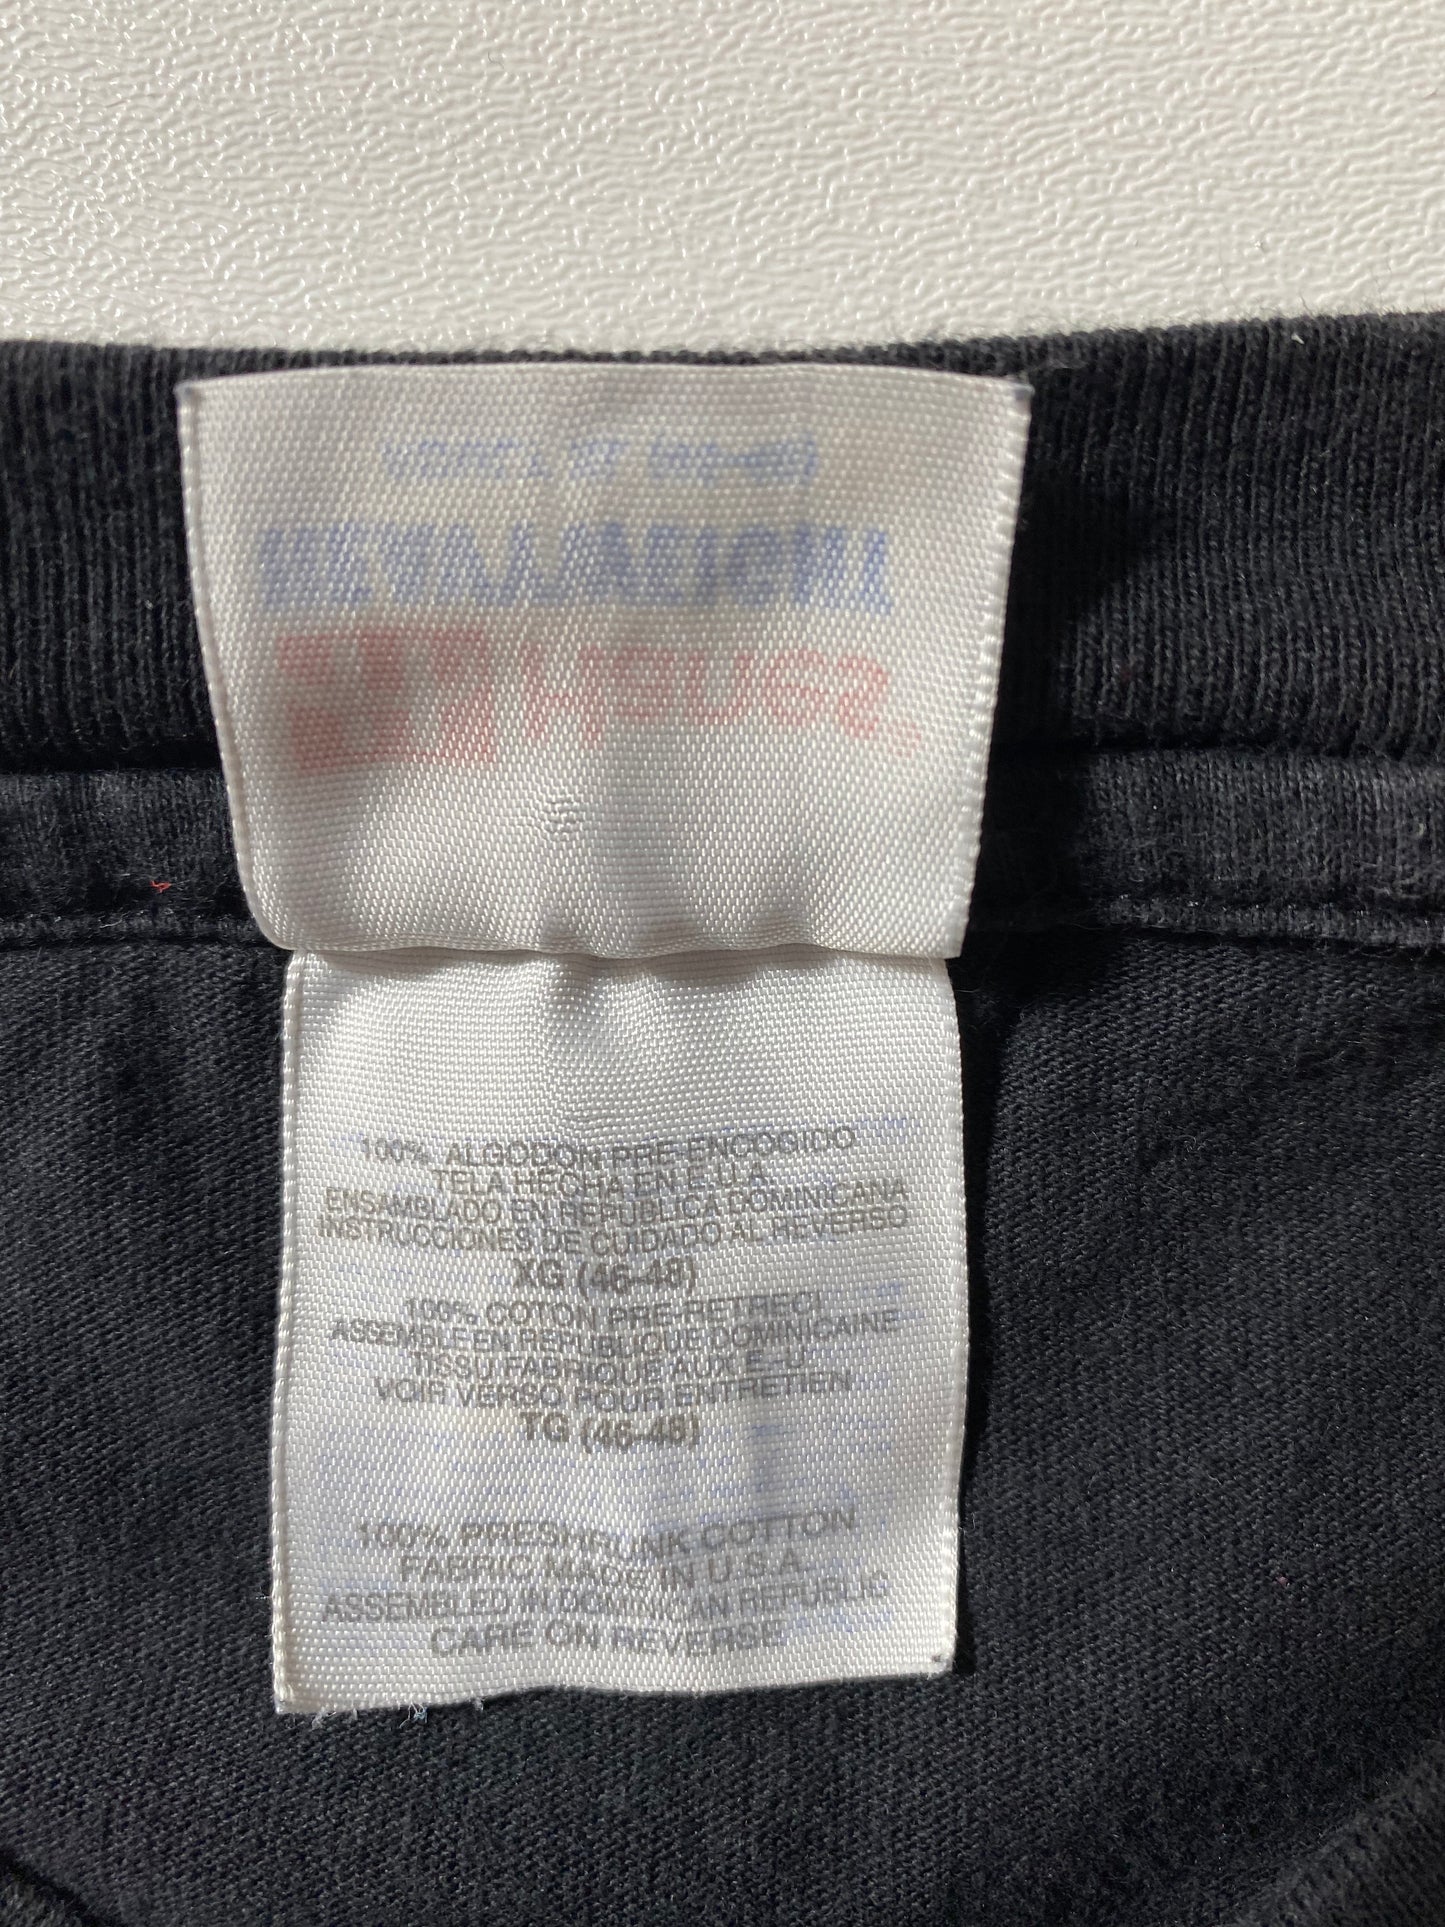 100% ALGODON PRE-ENCOGIDO
TELA HECHA EN E.U.A.
ENSAMBLADO EN REPUBLICA DOMINICANA
INSTRUCCIONES DE CUIDADO AL REVERSO
XG (46-48)
100% COTON PRE-RETRECI
ASSEMBLE EN REPUBLIQUE DOMINICAINE
TISSU FABRIQUE AUX E-U
VOIR VERSO POUR ENTRETIEN
TG (46-48)
100% PRESHRUNK COTTON
FABRIC MADE IN U.S.A.
ASSEMBLED IN DOMINICAN REPUBLIC
CARE ON REVERSE